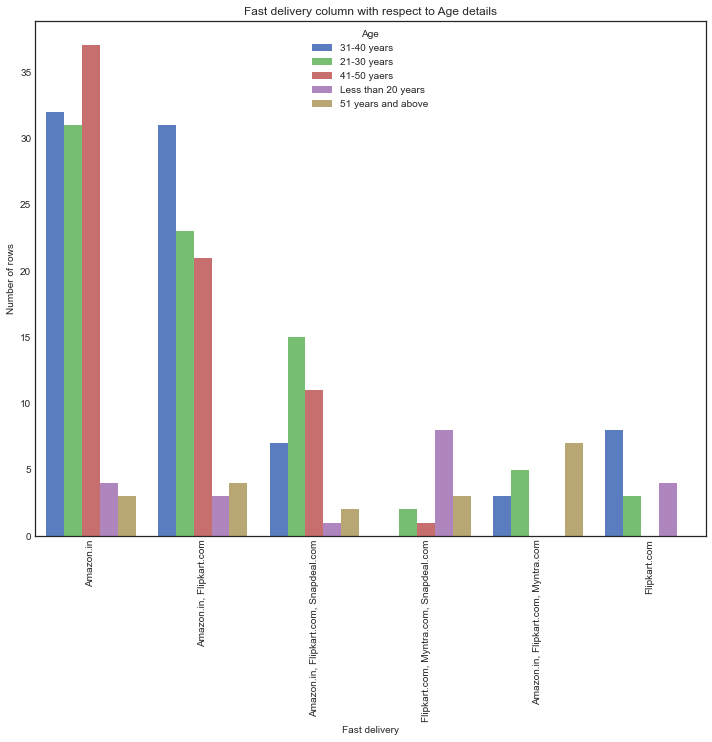 Fast delivery column with respect to Age details
Age
31-40 years
21-30 years
41-50 yaers
Less than 20 years
51 years and above
Number of rows
35
30
25
20
15
10
5
0
Amazon.in
Amazon.in, Flipkart.com
Amazon.in, Flipkart.com, Snapdeal.com
Flipkart.com, Myntra.com, Snapdeal.com
Amazon.in, Flipkart.com, Myntra.com
Flipkart.com
Fast delivery